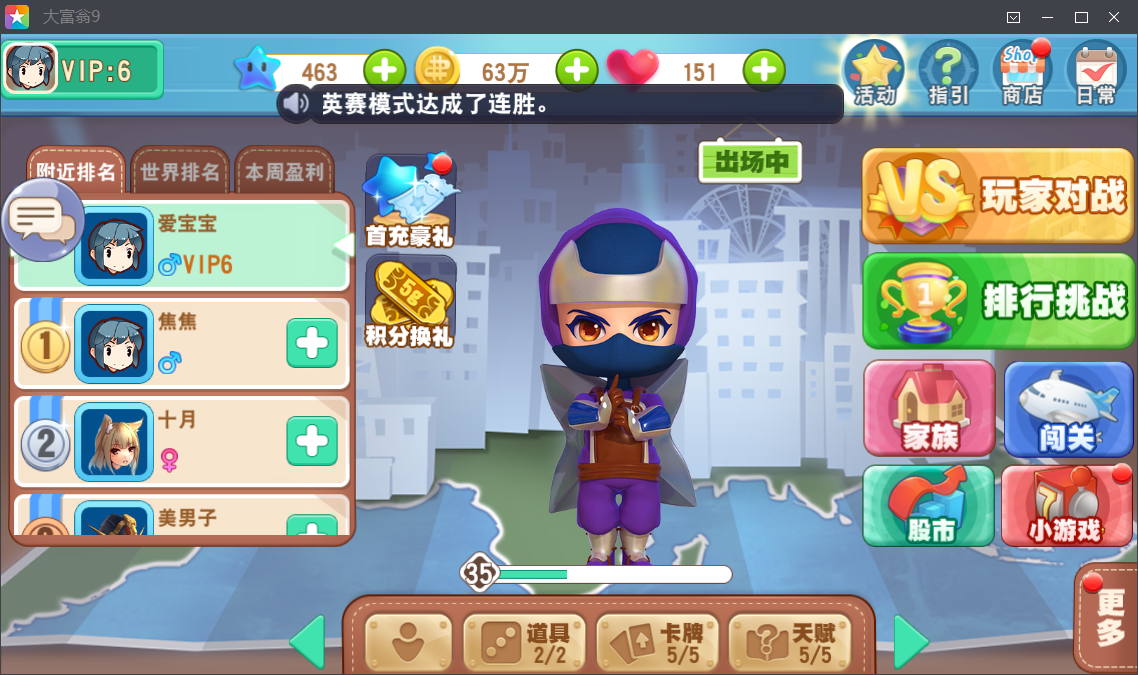 大富翁9
VIP:6
463
63万
151
活动
指引
Shop
商店
日常
英赛模式达成了连胜。
附近排名
世界排名
本周盈利
爱宝宝
VIP6
1
焦焦
2
十月
美男子
首充豪礼
5g
积分换礼
出场中
VS
玩家对战
1
排行挑战
家族
闯关
股市
?
小游戏
35
道具
2/2
卡牌
5/5
天赋
5/5
更多